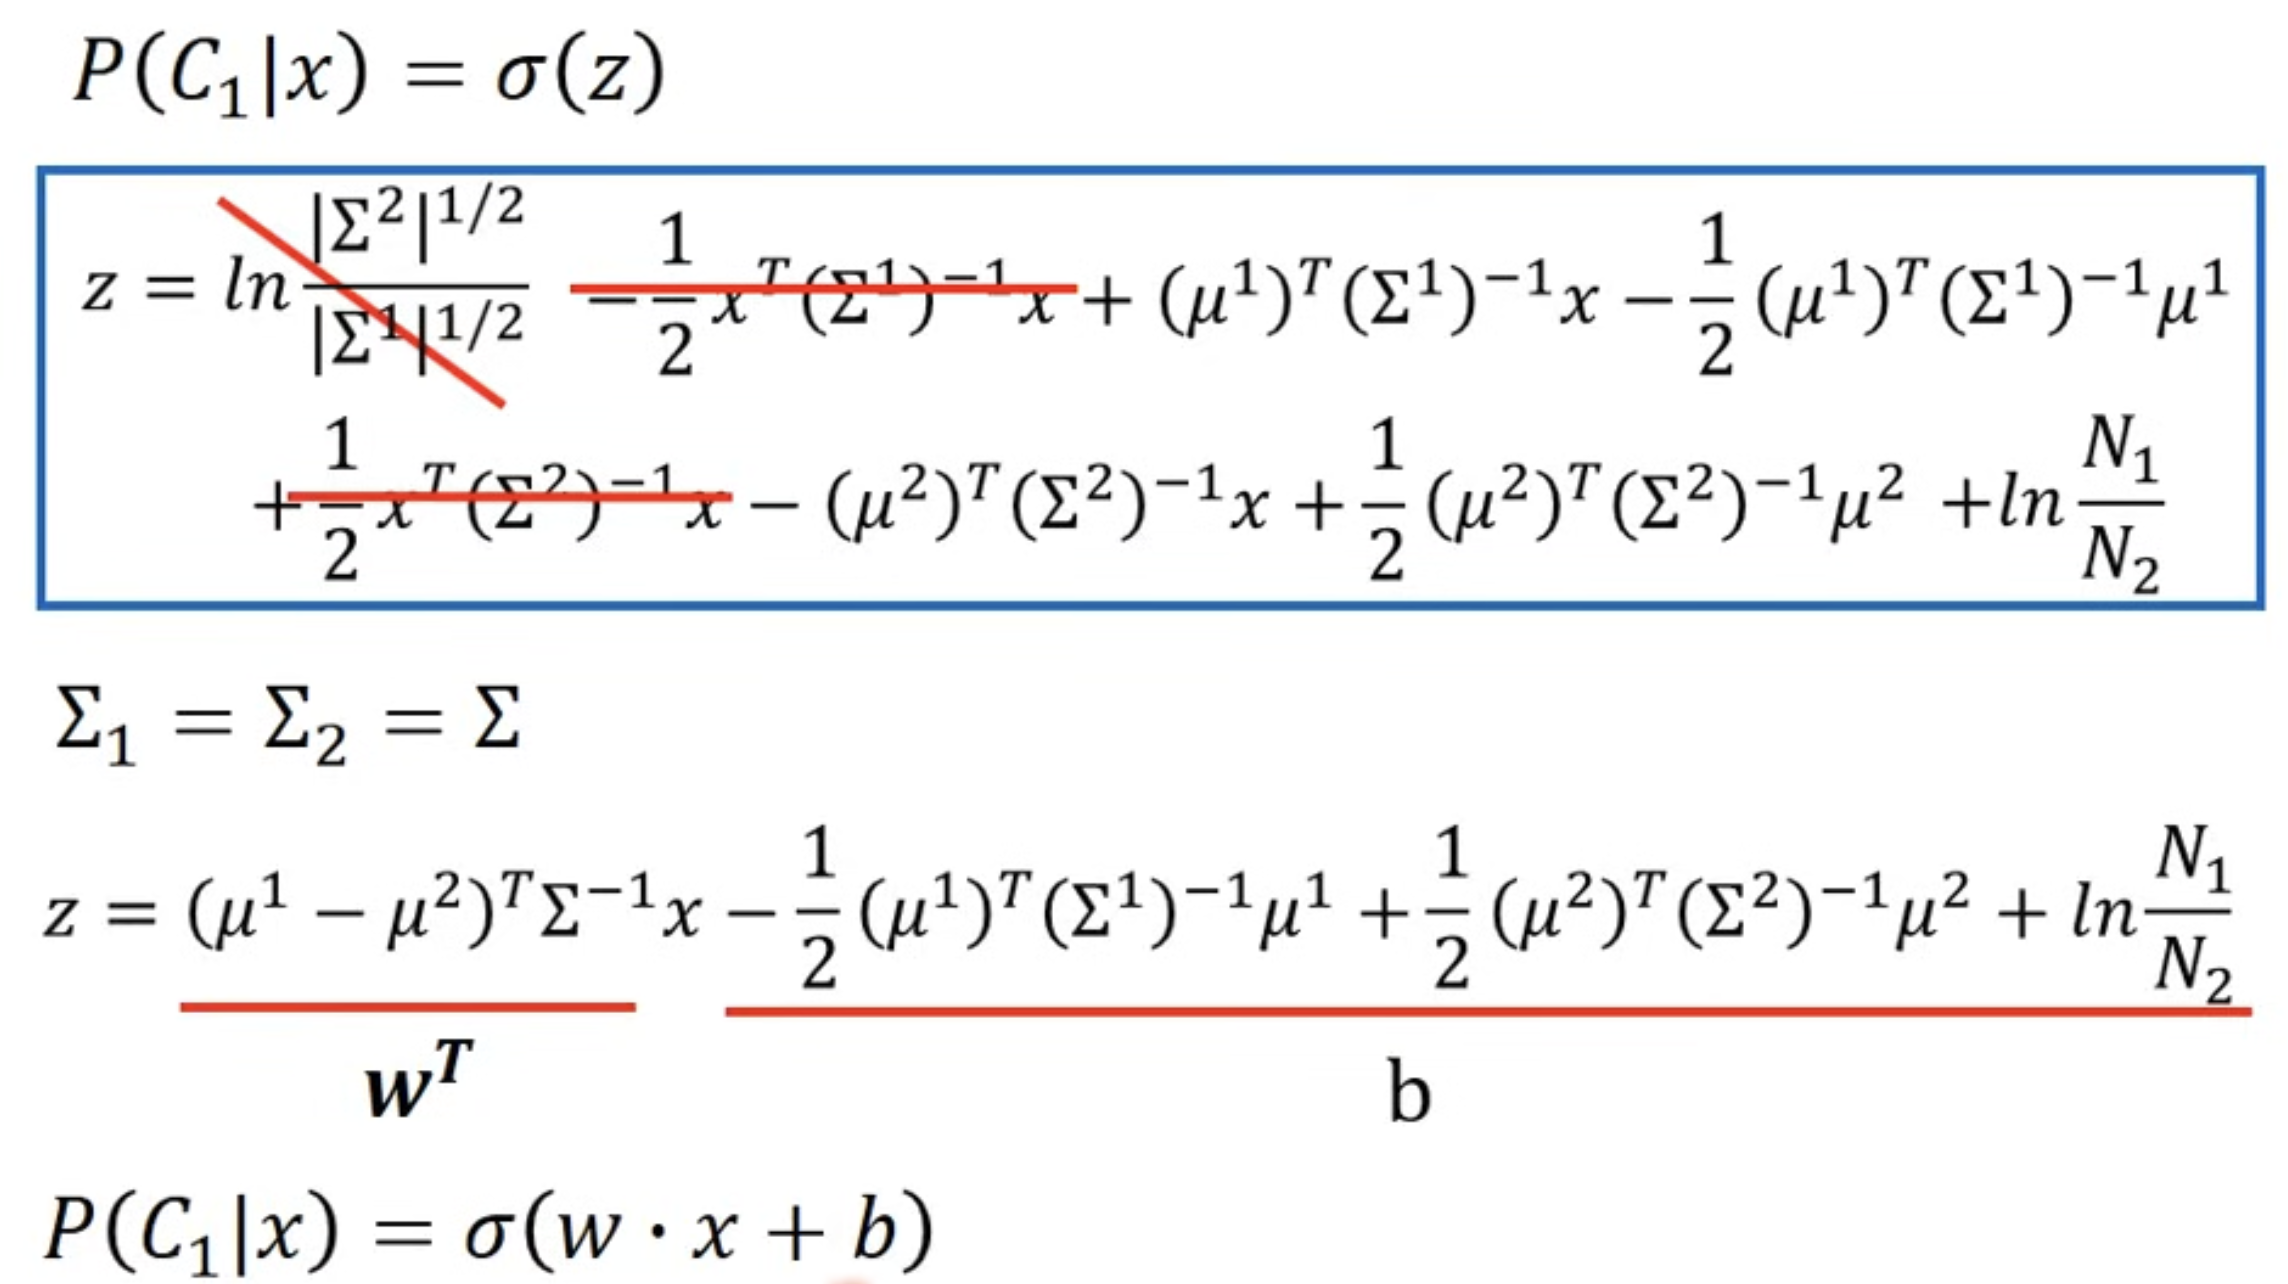 P(C₁|x) = σ(z)
z = ln |Σ²|^{1/2} / |Σ¹|^{1/2} − 1/2 x^T(Σ¹)^{−1}x + (μ¹)^T(Σ¹)^{−1}x − 1/2 (μ¹)^T(Σ¹)^{−1}μ¹
+ 1/2 x^T(Σ²)^{−1}x − (μ²)^T(Σ²)^{−1}x + 1/2 (μ²)^T(Σ²)^{−1}μ² + ln N₁/N₂
Σ₁ = Σ₂ = Σ
z = (μ¹ − μ²)^TΣ^{−1}x − 1/2 (μ¹)^T(Σ¹)^{−1}μ¹ + 1/2 (μ²)^T(Σ²)^{−1}μ² + ln N₁/N₂
w^T b
P(C₁|x) = σ(w · x + b)